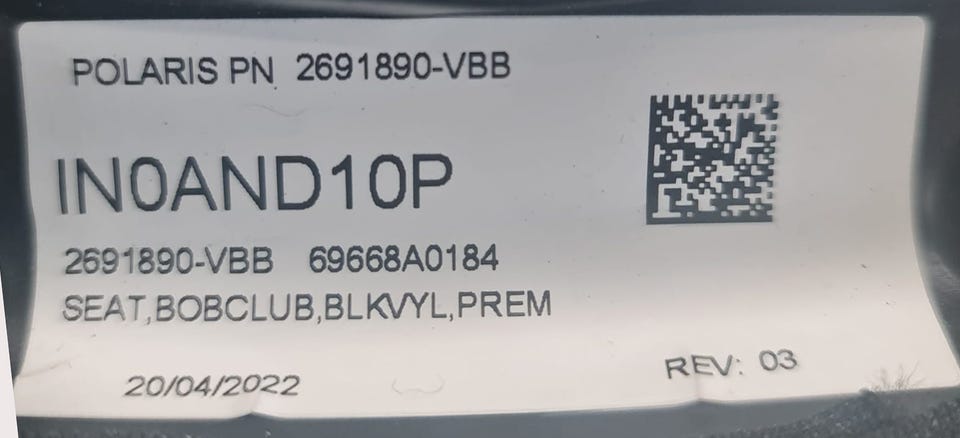 POLARIS PN 2691890-VBB
IN0AND10P
2691890-VBB 69668A0184
SEAT,BOBCLUB,BLKVYL,PREM
20/04/2022
REV: 03